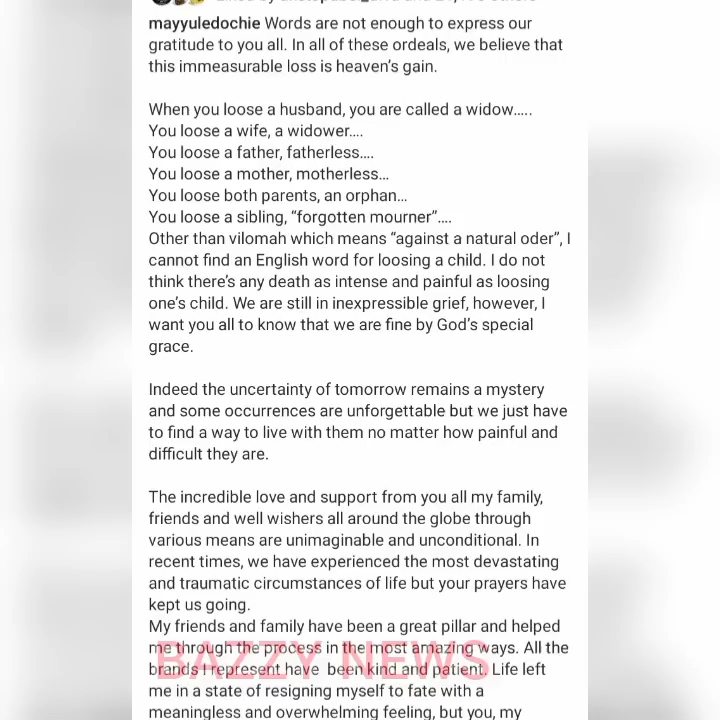 mayyuledochie Words are not enough to express our
gratitude to you all. In all of these ordeals, we believe that
this immeasurable loss is heaven's gain.
When you loose a husband, you are called a widow.....
You loose a wife, a widower....
You loose a father, fatherless....
You loose a mother, motherless...
You loose both parents, an orphan...
You loose a sibling, “forgotten mourner”....
Other than vilomah which means “against a natural oder”, I
cannot find an English word for loosing a child. I do not
think there's any death as intense and painful as loosing
one's child. We are still in inexpressible grief, however, I
want you all to know that we are fine by God's special
grace.
Indeed the uncertainty of tomorrow remains a mystery
and some occurrences are unforgettable but we just have
to find a way to live with them no matter how painful and
difficult they are.
The incredible love and support from you all my family,
friends and well wishers all around the globe through
various means are unimaginable and unconditional. In
recent times, we have experienced the most devastating
and traumatic circumstances of life but your prayers have
kept us going.
My friends and family have been a great pillar and helped
me through the process in the most amazing ways. All the
brands I represent have been kind and patient. Life left
me in a state of resigning myself to fate with a
meaningless and overwhelming feeling, but you, my
BAZZY NEWS